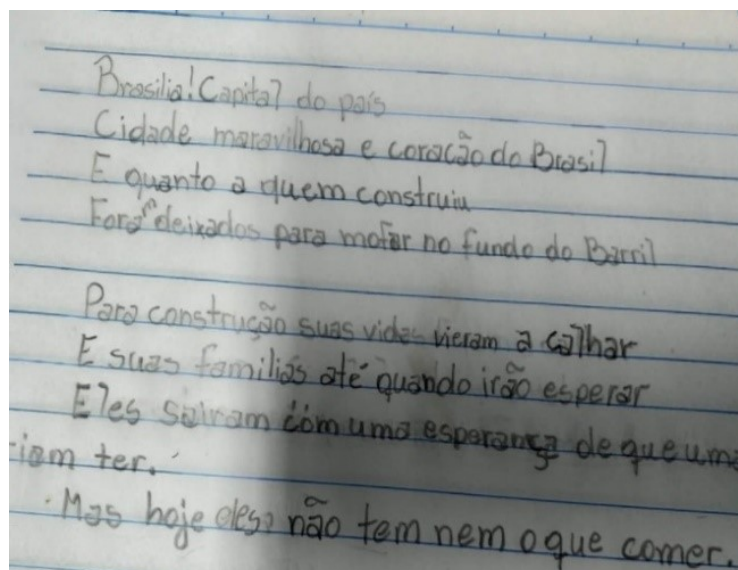 Brasilia! Capital do país
Cidade maravilhosa e coração do Brasil
E quanto a quem construiu
Foram deixados para mofar no fundo do Barril
Para construção suas vidas vieram a calhar
E suas familias até quando irão esperar
Eles sairam com uma esperança de que uma
iam ter.
Mas hoje eles não tem nem o que comer.